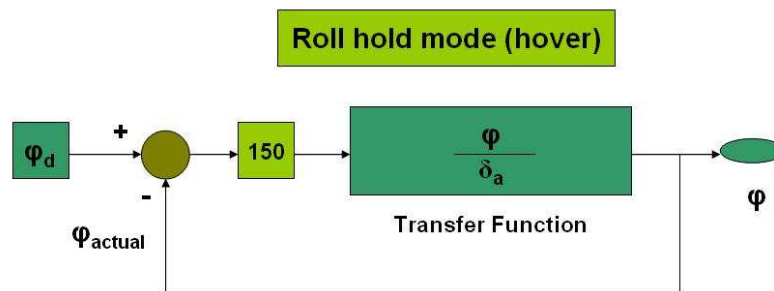 Roll hold mode (hover)
φd
+
-
150
φ
δa
φ
φactual
Transfer Function